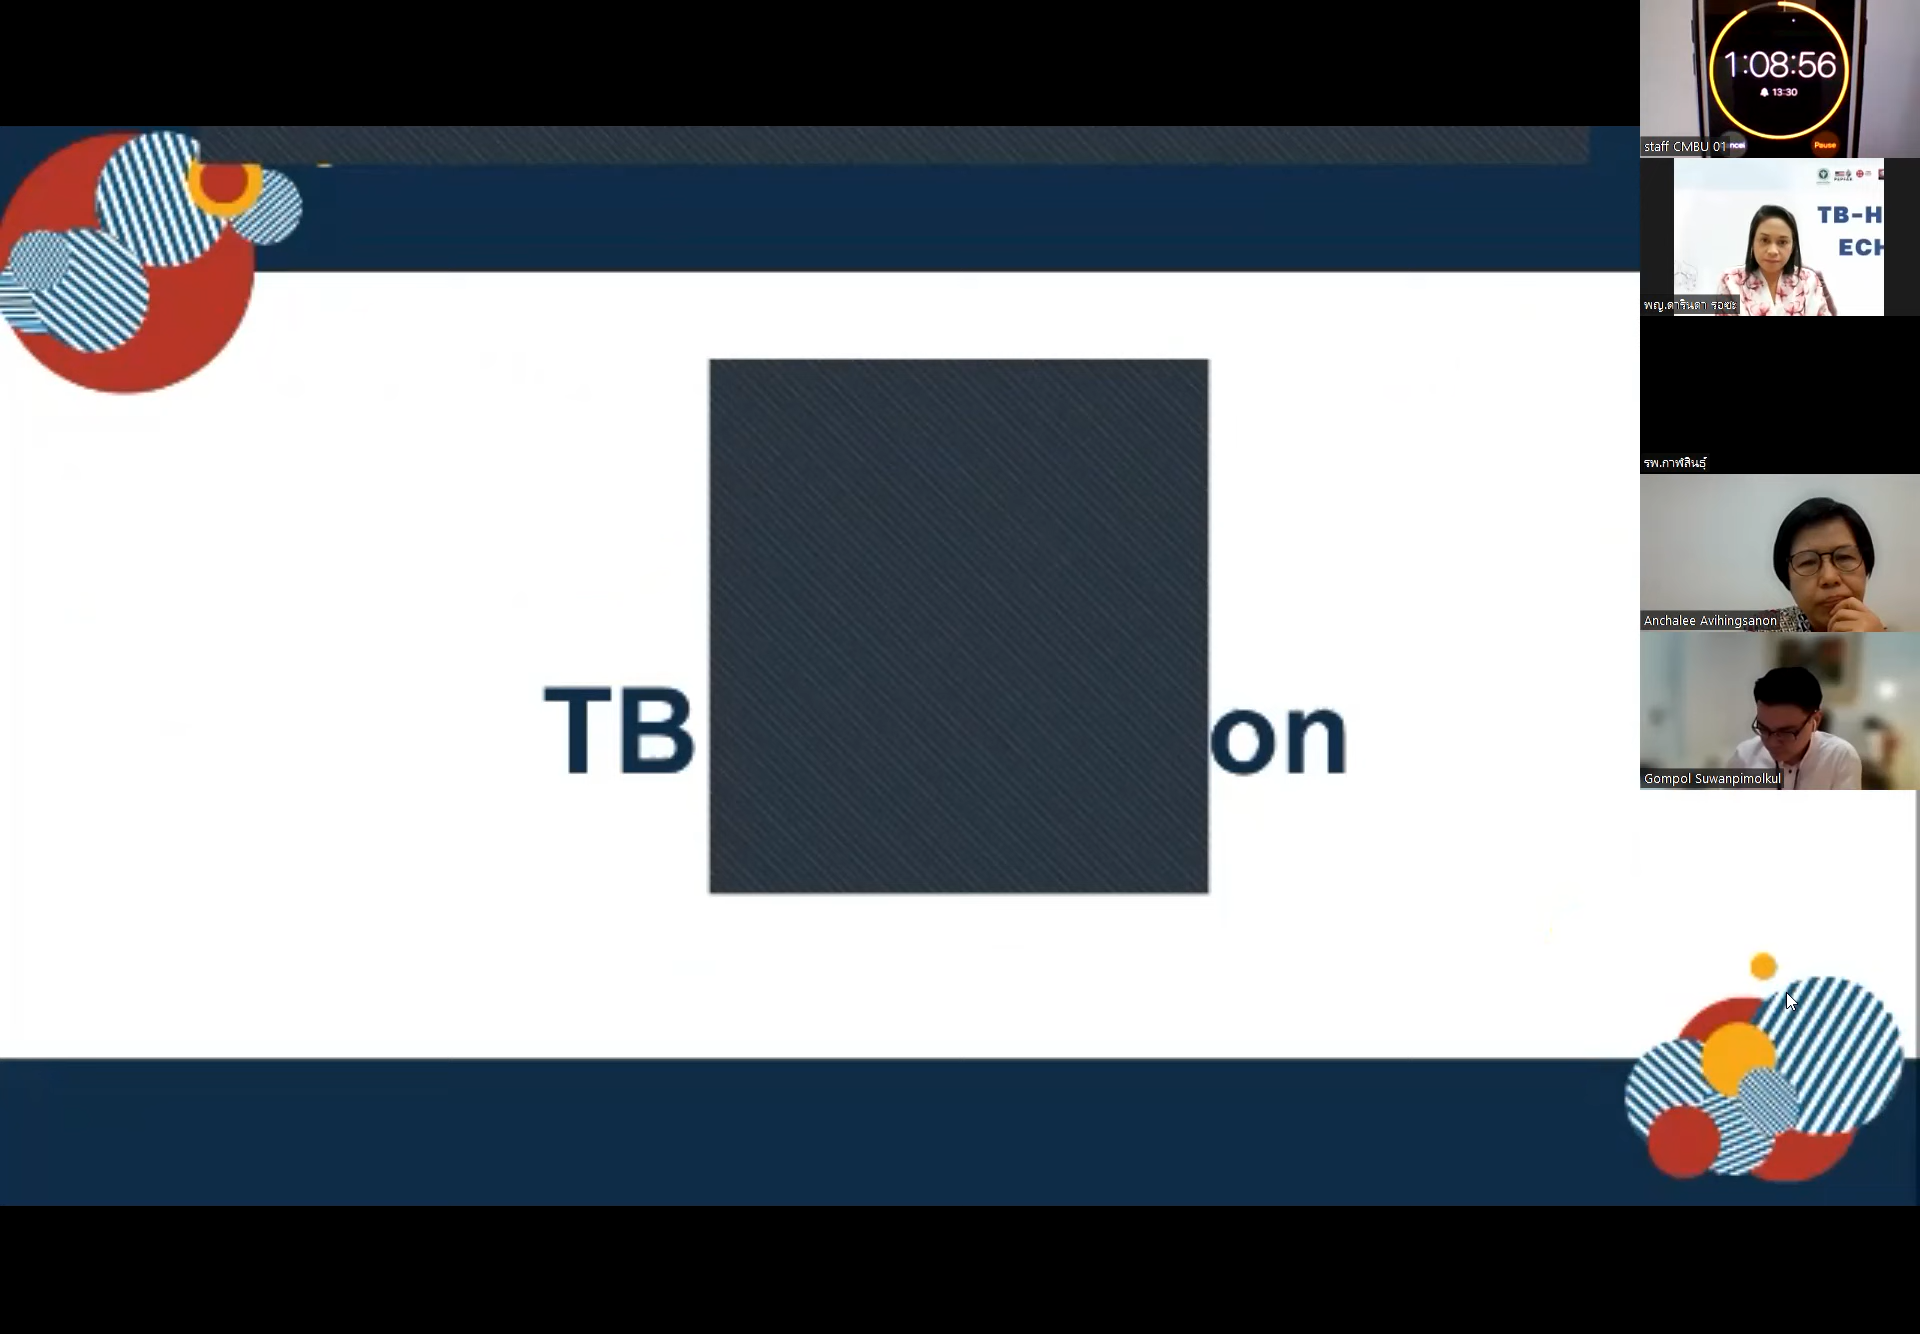 TB
on
1:08:56
13:30
Pause
staff CMBU 01
TB-H
ECH
พญ.ดารินดา รอซะ
รพ.กาฬสินธุ์
Anchalee Avihingsanon
Gompol Suwanpimolkul